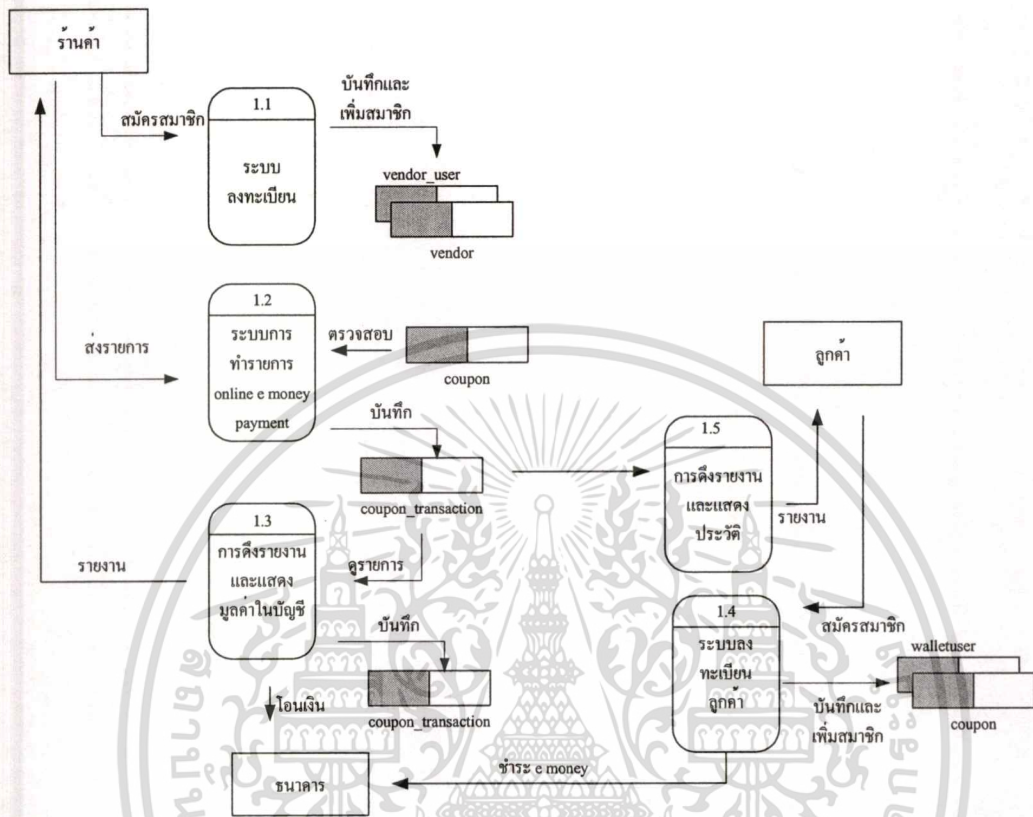 ร้านค้า
สมัครสมาชิก
1.1
ระบบ
ลงทะเบียน
บันทึกและ
เพิ่มสมาชิก
vendor_user
vendor
ส่งรายการ
1.2
ระบบการ
ทำรายการ
online e money
payment
ตรวจสอบ
coupon
บันทึก
coupon_transaction
ลูกค้า
1.5
การดึงรายงาน
และแสดง
ประวัติ
รายงาน
รายงาน
1.3
การดึงรายงาน
และแสดง
มูลค่าในบัญชี
ดูรายการ
บันทึก
coupon_transaction
โอนเงิน
ธนาคาร
สมัครสมาชิก
1.4
ระบบลง
ทะเบียน
ลูกค้า
walletuser
coupon
บันทึกและ
เพิ่มสมาชิก
ชำระ e money